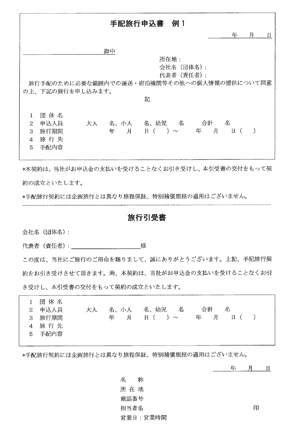 手配旅行申込書 例1
年 月 日
御中
所在地：
会社名（団体名）：
代表者（責任者）：
旅行手配のために必要な範囲内での運送・宿泊機関等その他への個人情報の提供について同意
の上、下記の旅行を申し込みます。
記
1 団体名
2 申込人員 大人 名、小人 名、幼児 名 合計 名
3 旅行期間 年 月 日（ ）～ 年 月 日（ ）
4 旅行先
5 手配内容
*本契約は、当社がお申込金の支払いを受けることなくお引き受けし、本引受書の交付をもって契
約の成立といたします。
*手配旅行契約には企画旅行とは異なり旅程保証、特別補償規程の適用はございません。
旅行引受書
会社名（団体名）：
代表者（責任者）： 様
この度は、当社にご旅行のご用命を賜りまして、誠にありがとうございます。上記、手配旅行契
約をお引き受けさせて頂きます。尚、本契約は、当社がお申込金の支払いを受けることなくお引
き受けし、本引受書の交付をもって契約の成立といたします。
1 団体名
2 申込人員 大人 名、小人 名、幼児 名 合計 名
3 旅行期間 年 月 日（ ）～ 年 月 日（ ）
4 旅行先
5 手配内容
*手配旅行契約には企画旅行とは異なり旅程保証、特別補償規程の適用はございません。
年 月 日
名 称
所在地
電話番号
担当者名 印
営業日：営業時間